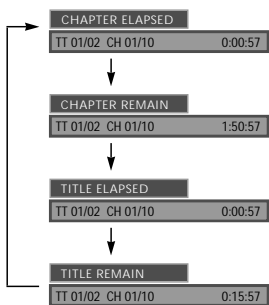 CHAPTER ELAPSED
TT 01/02 CH 01/10 0:00:57
CHAPTER REMAIN
TT 01/02 CH 01/10 1:50:57
TITLE ELAPSED
TT 01/02 CH 01/10 0:00:57
TITLE REMAIN
TT 01/02 CH 01/10 0:15:57